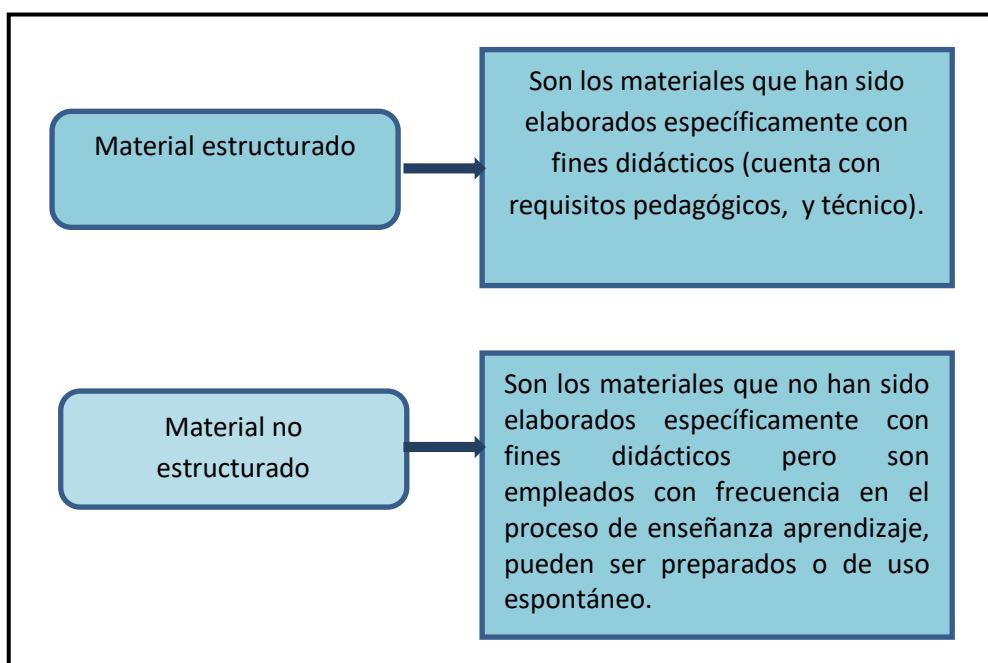 Material estructurado
Son los materiales que han sido
elaborados específicamente con
fines didácticos (cuenta con
requisitos pedagógicos,  y técnico).
Material no
estructurado
Son los materiales que no han sido
elaborados específicamente con
fines didácticos pero son
empleados con frecuencia en el
proceso de enseñanza aprendizaje,
pueden ser preparados o de uso
espontáneo.